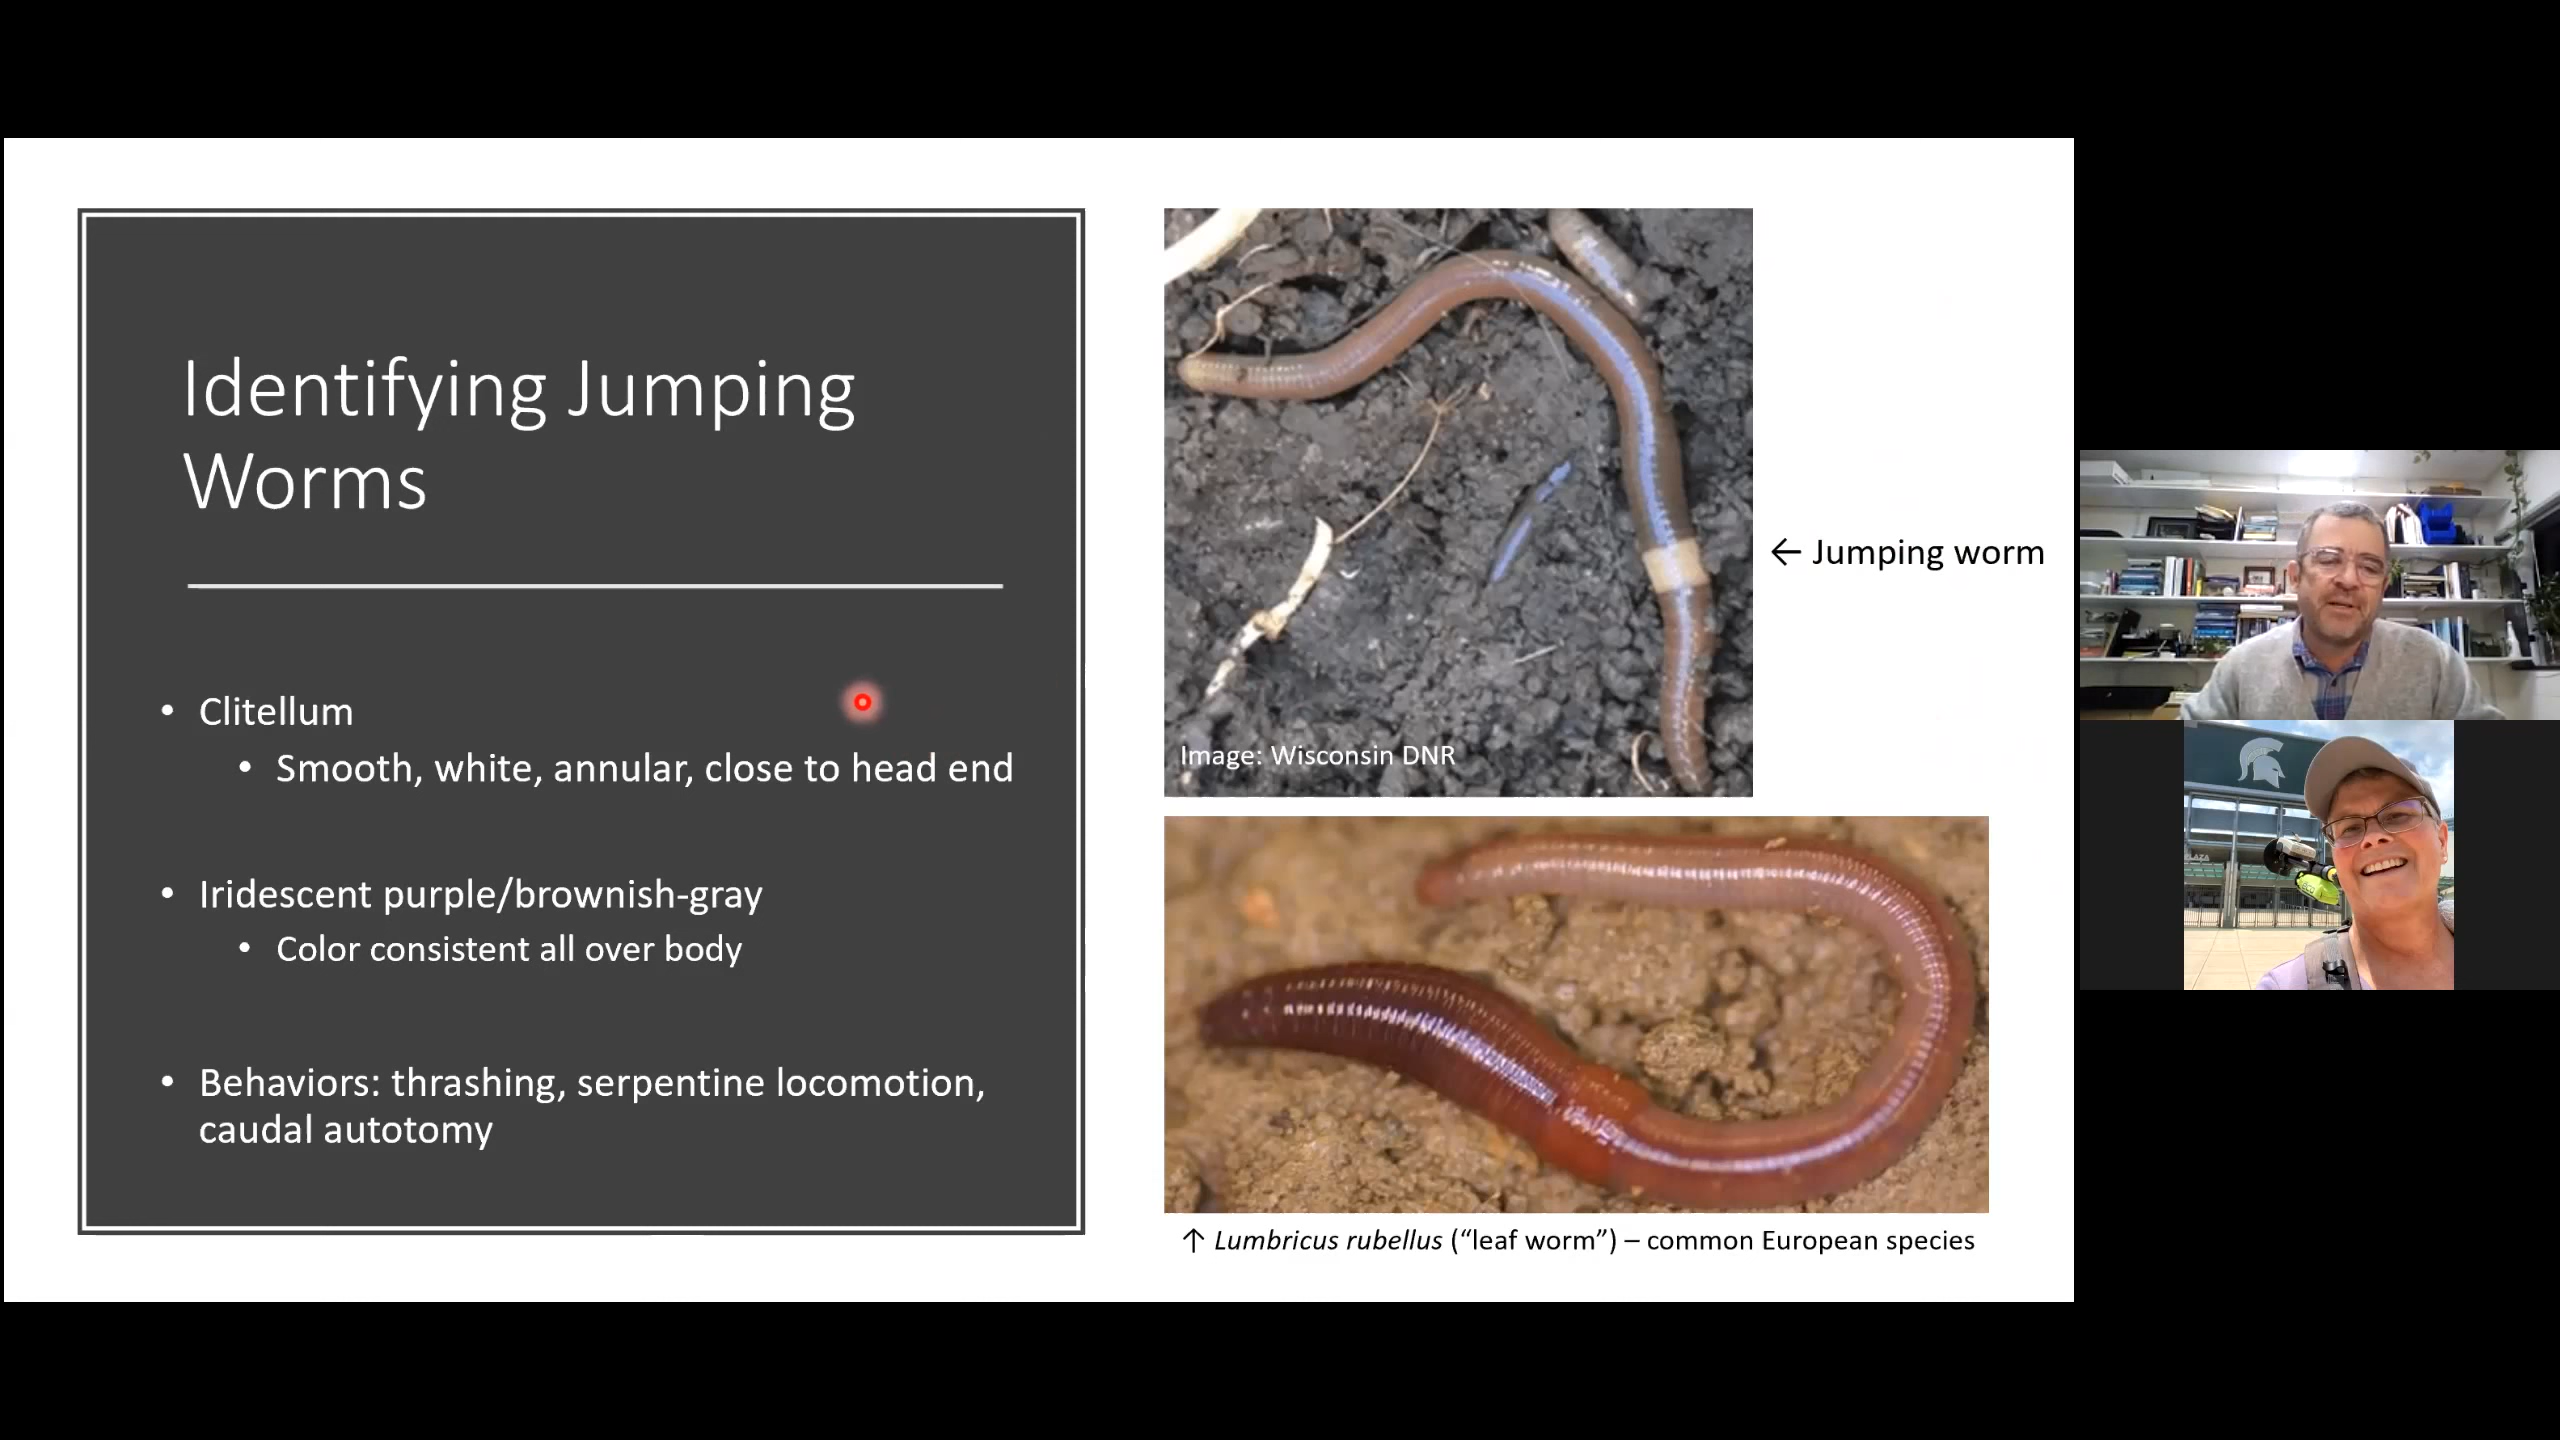 Identifying Jumping
Worms
• Clitellum
• Smooth, white, annular, close to head end
• Iridescent purple/brownish-gray
• Color consistent all over body
• Behaviors: thrashing, serpentine locomotion,
caudal autotomy
Image: Wisconsin DNR
← Jumping worm
↑ Lumbricus rubellus (“leaf worm”) – common European species